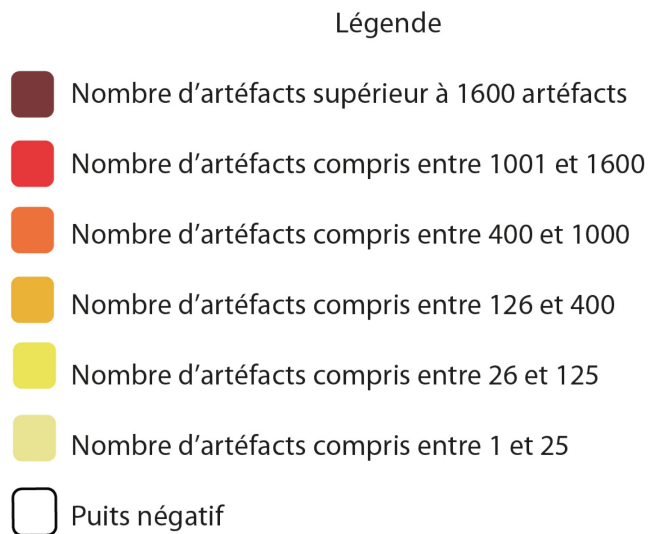 Légende
Nombre d’artéfacts supérieur à 1600 artéfacts
Nombre d’artéfacts compris entre 1001 et 1600
Nombre d’artéfacts compris entre 400 et 1000
Nombre d’artéfacts compris entre 126 et 400
Nombre d’artéfacts compris entre 26 et 125
Nombre d’artéfacts compris entre 1 et 25
Puits négatif